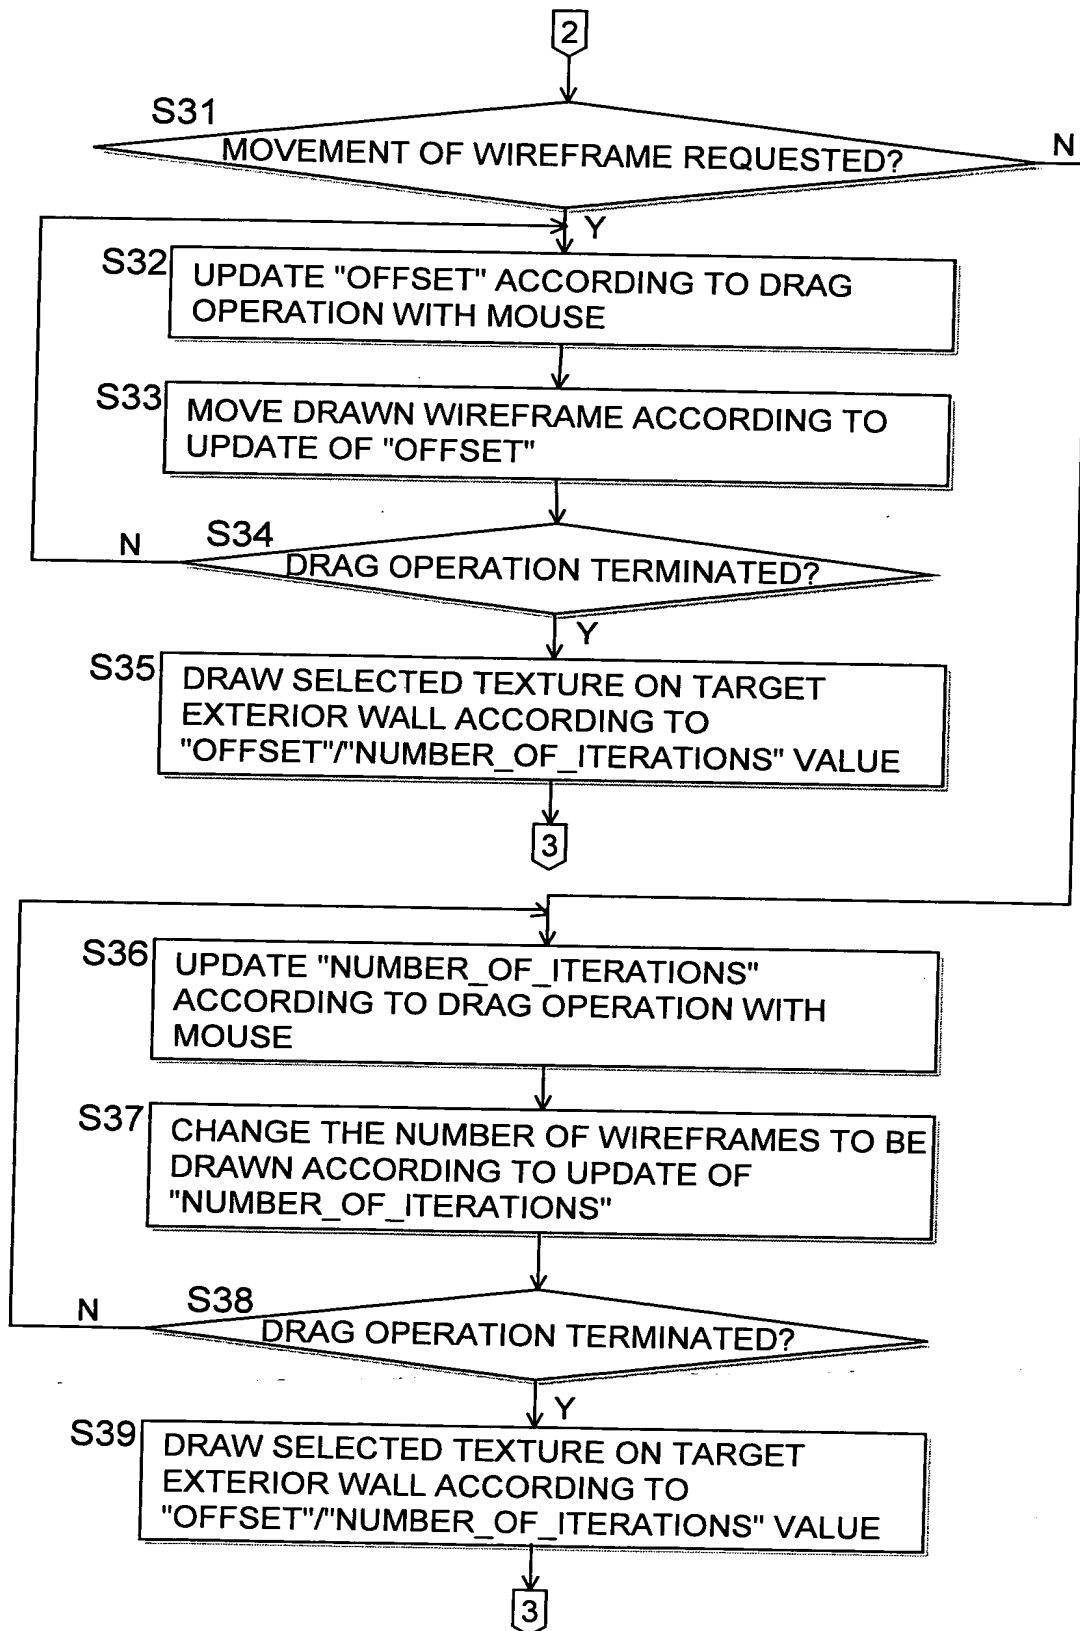 2
S31
MOVEMENT OF WIREFRAME REQUESTED?
N
Y
S32
UPDATE "OFFSET" ACCORDING TO DRAG
OPERATION WITH MOUSE
S33
MOVE DRAWN WIREFRAME ACCORDING TO
UPDATE OF "OFFSET"
S34
N
DRAG OPERATION TERMINATED?
Y
S35
DRAW SELECTED TEXTURE ON TARGET
EXTERIOR WALL ACCORDING TO
"OFFSET"/"NUMBER_OF_ITERATIONS" VALUE
3
S36
UPDATE "NUMBER_OF_ITERATIONS"
ACCORDING TO DRAG OPERATION WITH
MOUSE
S37
CHANGE THE NUMBER OF WIREFRAMES TO BE
DRAWN ACCORDING TO UPDATE OF
"NUMBER_OF_ITERATIONS"
S38
N
DRAG OPERATION TERMINATED?
Y
S39
DRAW SELECTED TEXTURE ON TARGET
EXTERIOR WALL ACCORDING TO
"OFFSET"/"NUMBER_OF_ITERATIONS" VALUE
3